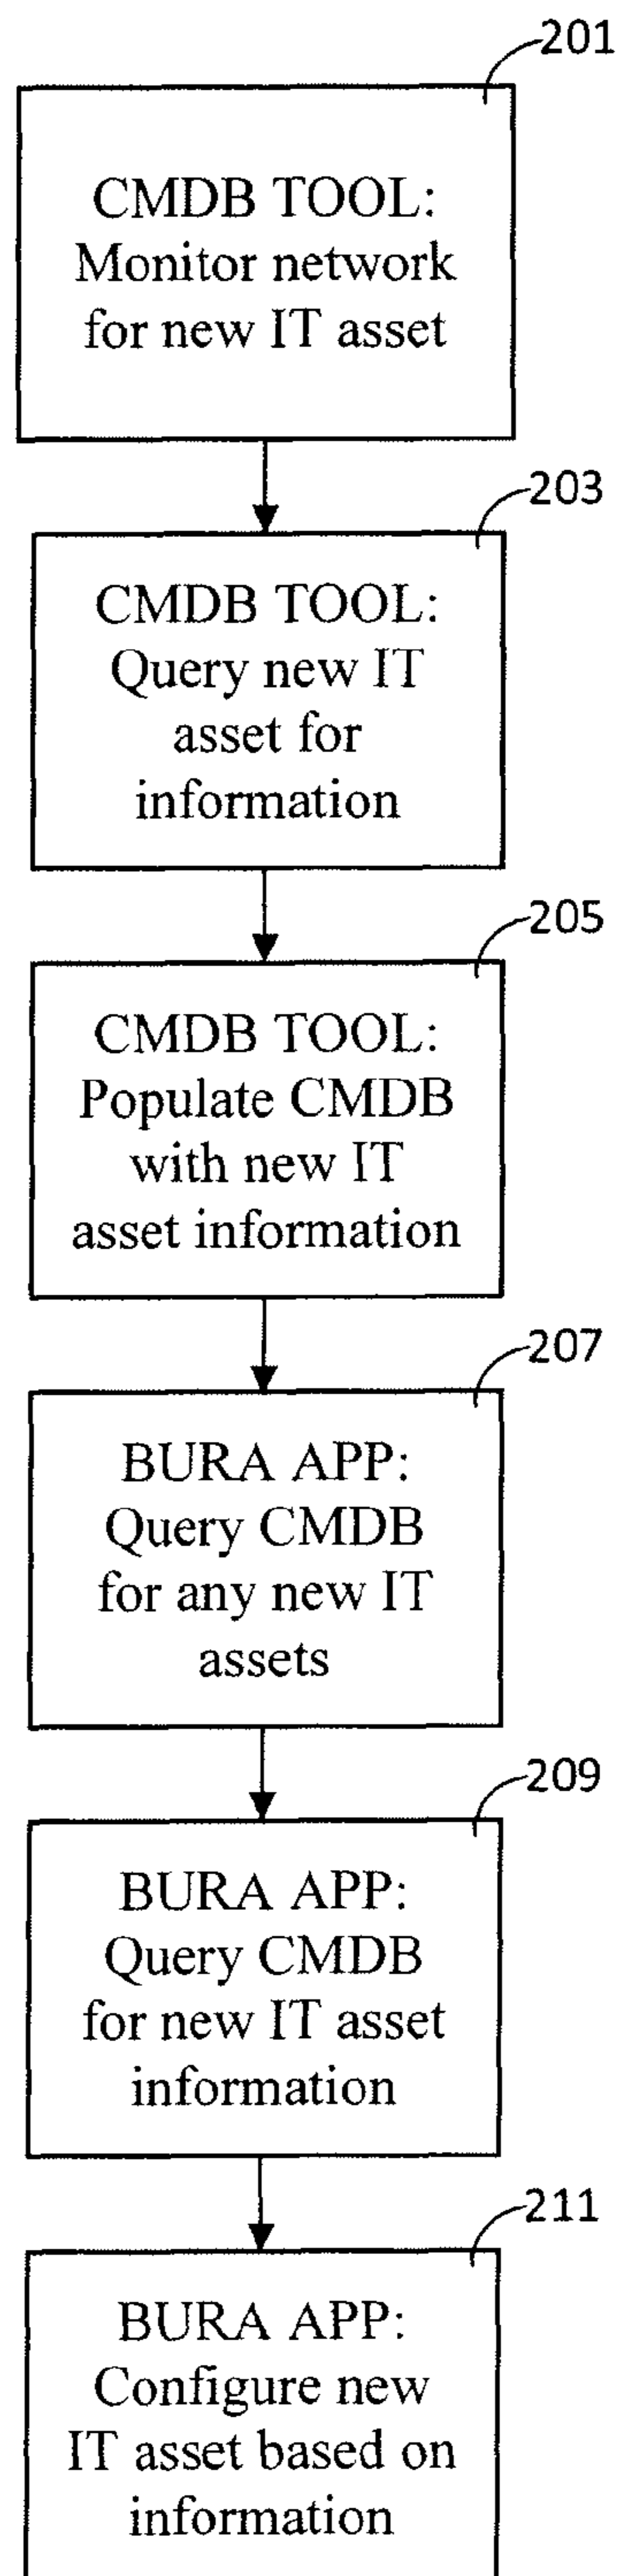 201
CMDB TOOL:
Monitor network
for new IT asset
203
CMDB TOOL:
Query new IT
asset for
information
205
CMDB TOOL:
Populate CMDB
with new IT
asset information
207
BURA APP:
Query CMDB
for any new IT
assets
209
BURA APP:
Query CMDB
for new IT asset
information
211
BURA APP:
Configure new
IT asset based on
information